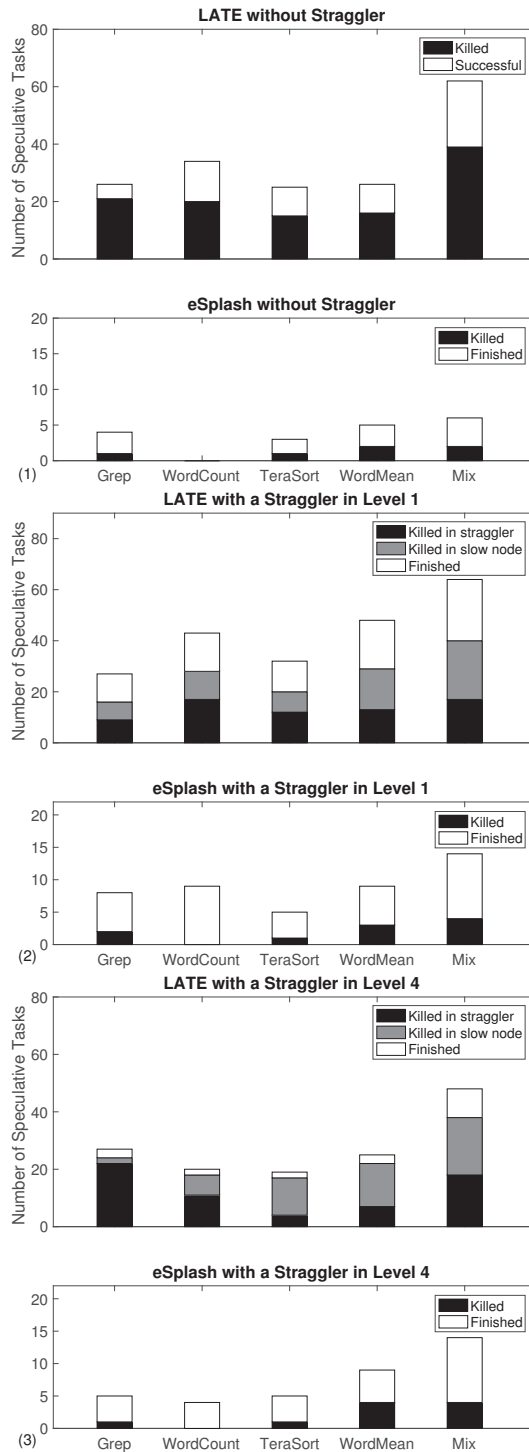 LATE without Straggler
80
60
40
20
0
Number of Speculative Tasks
Killed
Successful
eSplash without Straggler
20
15
10
5
0
Killed
Finished
(1)
Grep WordCount TeraSort WordMean Mix
LATE with a Straggler in Level 1
80
60
40
20
0
Number of Speculative Tasks
Killed in straggler
Killed in slow node
Finished
eSplash with a Straggler in Level 1
20
15
10
5
0
Killed
Finished
(2)
Grep WordCount TeraSort WordMean Mix
LATE with a Straggler in Level 4
80
60
40
20
0
Number of Speculative Tasks
Killed in straggler
Killed in slow node
Finished
eSplash with a Straggler in Level 4
20
15
10
5
0
Killed
Finished
(3)
Grep WordCount TeraSort WordMean Mix